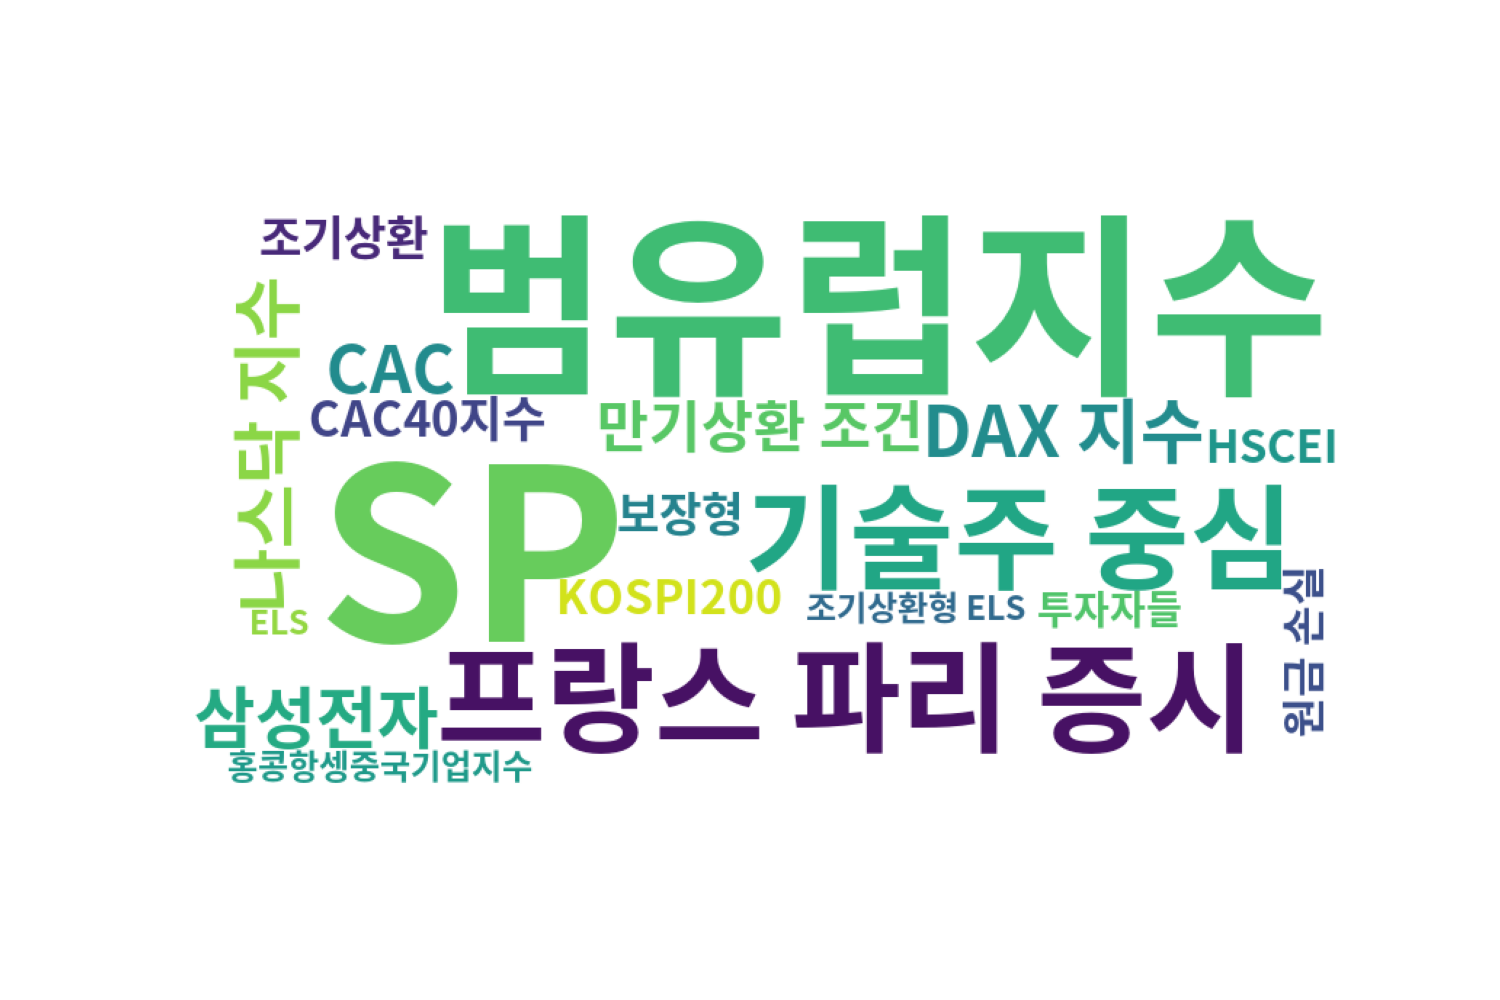 조기상환
범유럽지수
나스닥 지수
CAC
CAC40지수
만기상환 조건
DAX 지수
HSCEI
SP
보장형
기술주 중심
KOSPI200
조기상환형 ELS
투자자들
ELS
원금 손실
삼성전자
프랑스 파리 증시
홍콩항셍중국기업지수